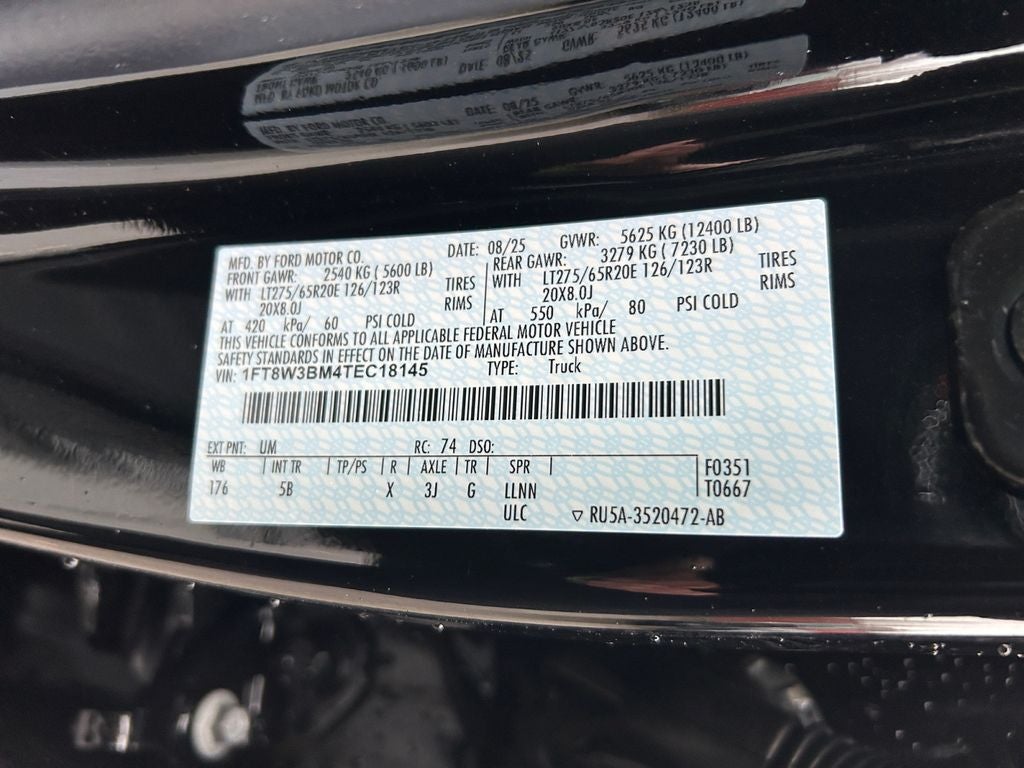 MFD. BY FORD MOTOR CO. DATE: 08/25 GVWR: 5625 KG (12400 LB)
FRONT GAWR: 2540 KG ( 5600 LB) REAR GAWR: 3279 KG ( 7230 LB)
WITH LT275/65R20E 126/123R TIRES WITH LT275/65R20E 126/123R TIRES
20X8.0J RIMS 20X8.0J RIMS
AT 420 kPa/ 60 PSI COLD AT 550 kPa/ 80 PSI COLD
THIS VEHICLE CONFORMS TO ALL APPLICABLE FEDERAL MOTOR VEHICLE
SAFETY STANDARDS IN EFFECT ON THE DATE OF MANUFACTURE SHOWN ABOVE.
VIN: 1FT8W3BM4TEC18145 TYPE: Truck
EXT PNT: UM RC: 74 DSO:
WB INT TR TP/PS R AXLE TR SPR F0351
176 5B X 3J G LLNN T0667
ULC ▽ RU5A-3520472-AB